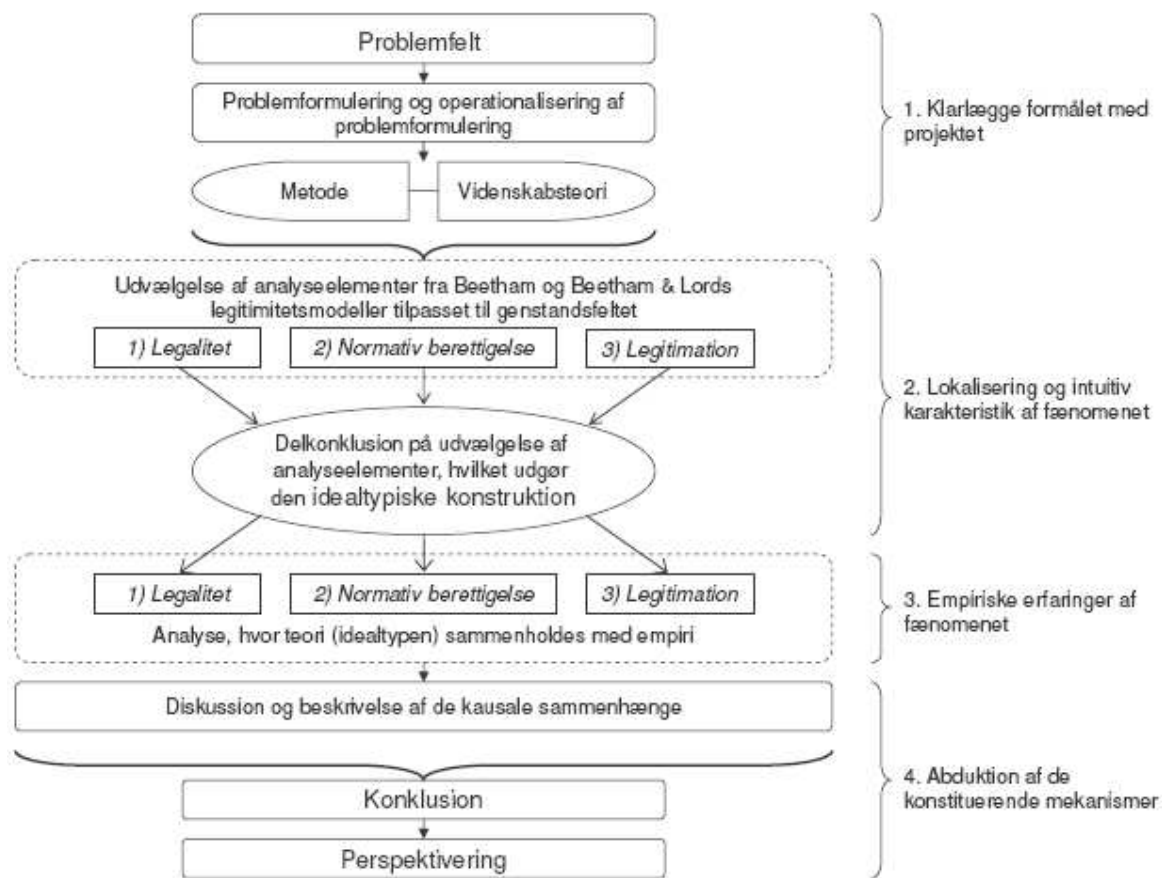 Problemfelt
Problemformulering og operationalisering af
problemformulering
1. Klarlægge formålet med
projektet
Metode
Videnskabsteori
Udvælgelse af analyseelementer fra Beetham og Beetham & Lords
legitimitetsmodeller tilpasset til genstandsfeltet
1) Legalitet
2) Normativ berettigelse
3) Legitimation
2. Lokalisering og intuitiv
karakteristik af fænomenet
Delkonklusion på udvælgelse af
analyseelementer, hvilket udgør
den idealtypiske konstruktion
1) Legalitet
2) Normativ berettigelse
3) Legitimation
Analyse, hvor teori (idealtypen) sammenholdes med empiri
3. Empiriske erfaringer af
fænomenet
Diskussion og beskrivelse af de kausale sammenhænge
4. Abduktion af de
konstituerende mekanismer
Konklusion
Perspektivering